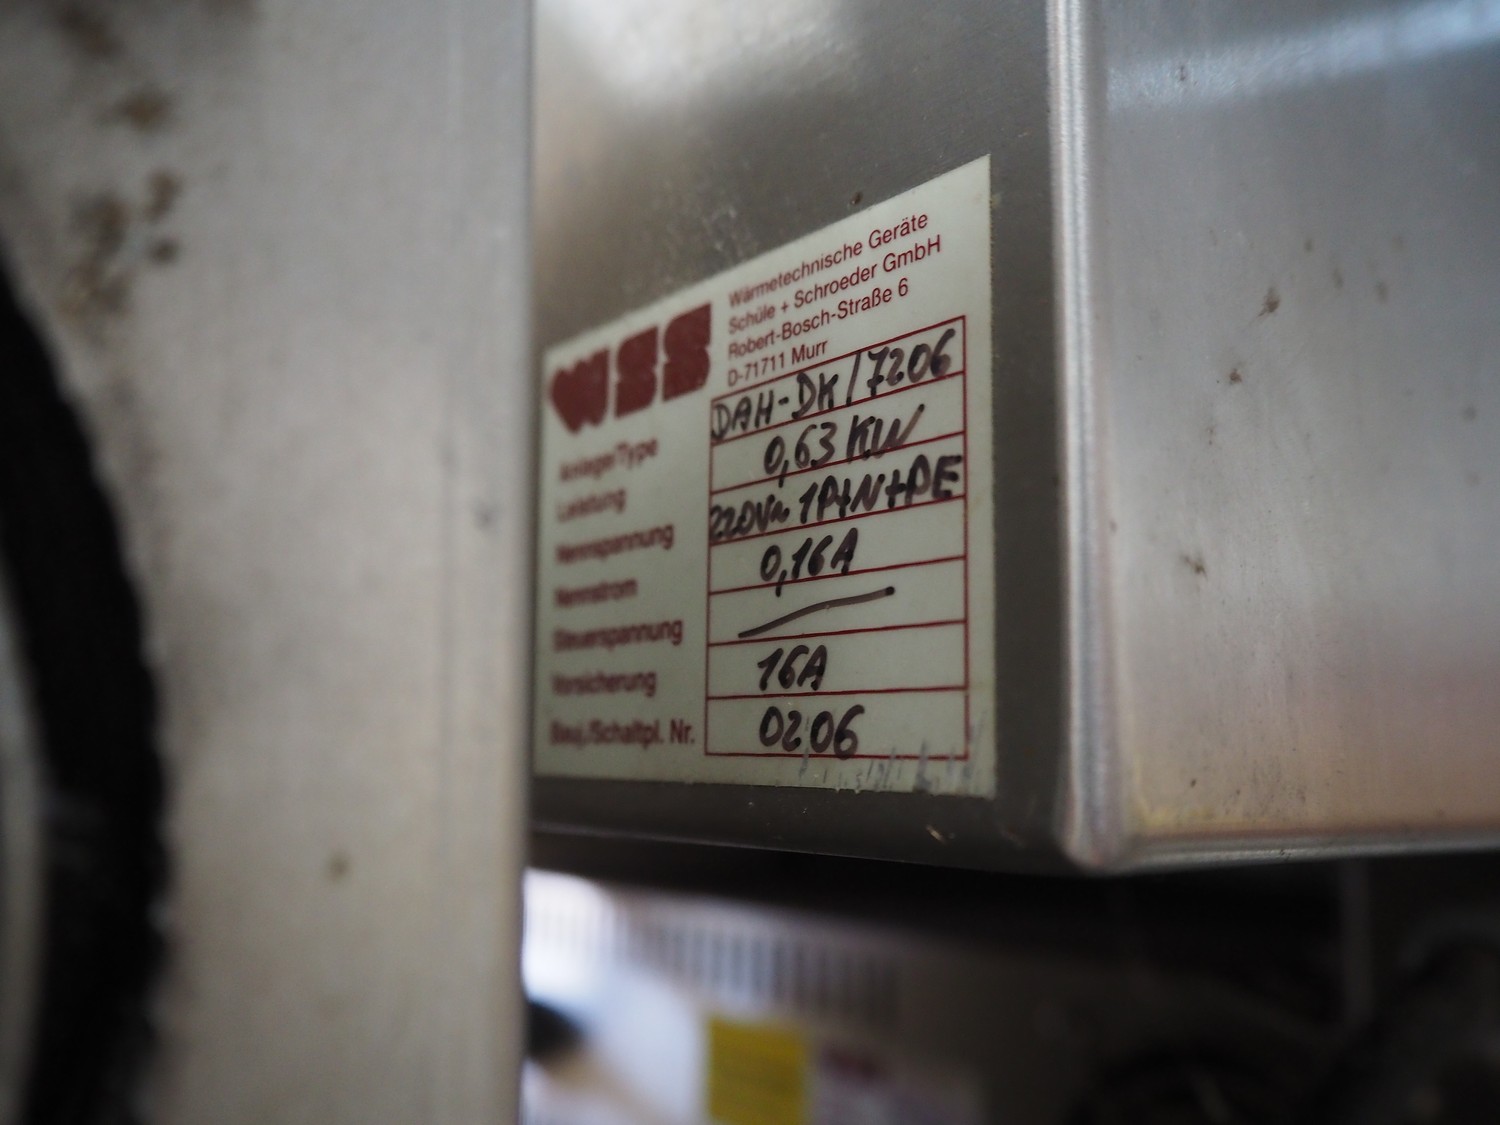 WSS
Wärmetechnische Geräte
Schüle + Schroeder GmbH
Robert-Bosch-Straße 6
D-71711 Murr
Anlage/Type DAH-DK/7206
Leistung 0,63 KW
Nennspannung 220V~ 1P+N+PE
Nennstrom 0,16A
Steuerspannung
Vorsicherung 16A
Bauj./Schaltpl. Nr. 0206